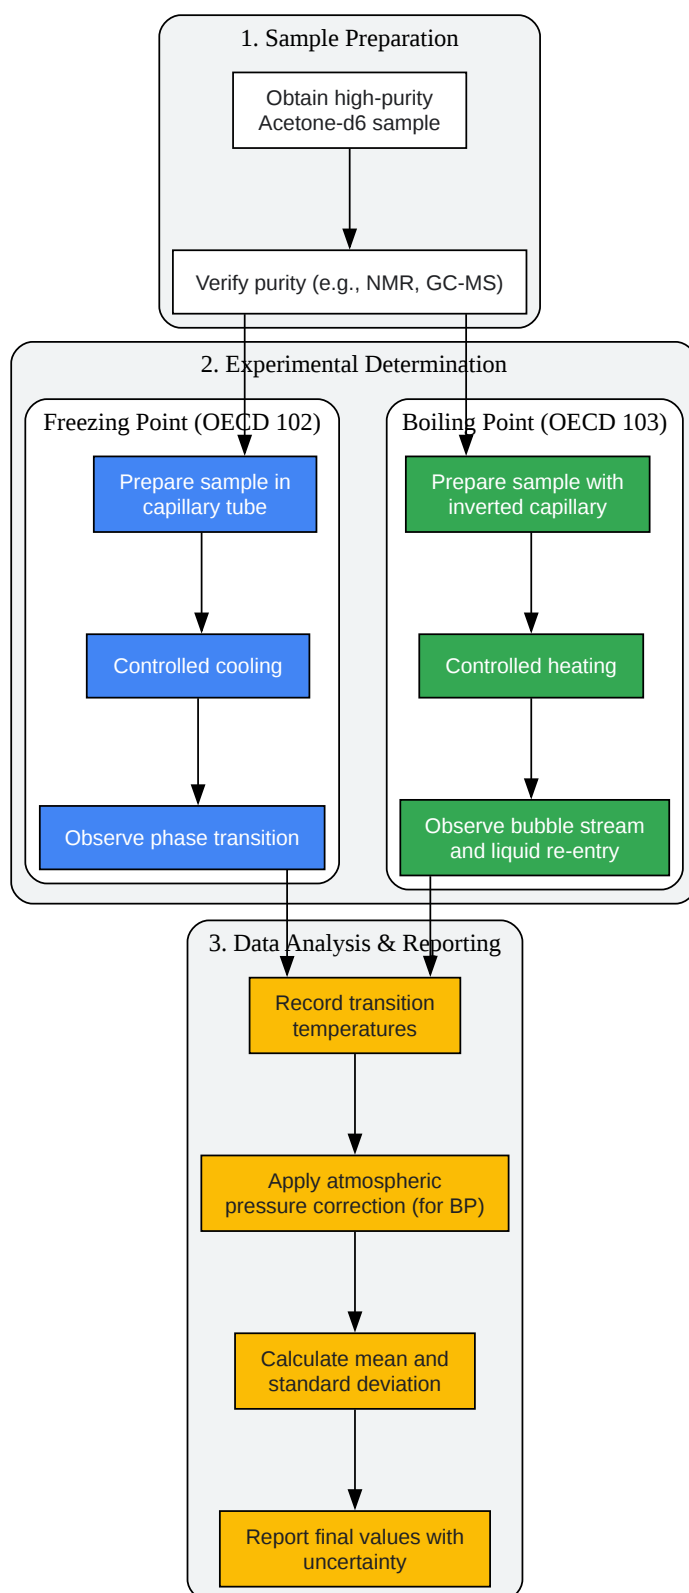 1. Sample Preparation
Obtain high-purity
Acetone-d6 sample
Verify purity (e.g., NMR, GC-MS)
2. Experimental Determination
Freezing Point (OECD 102)
Prepare sample in
capillary tube
Controlled cooling
Observe phase transition
Boiling Point (OECD 103)
Prepare sample with
inverted capillary
Controlled heating
Observe bubble stream
and liquid re-entry
3. Data Analysis & Reporting
Record transition
temperatures
Apply atmospheric
pressure correction (for BP)
Calculate mean and
standard deviation
Report final values with
uncertainty